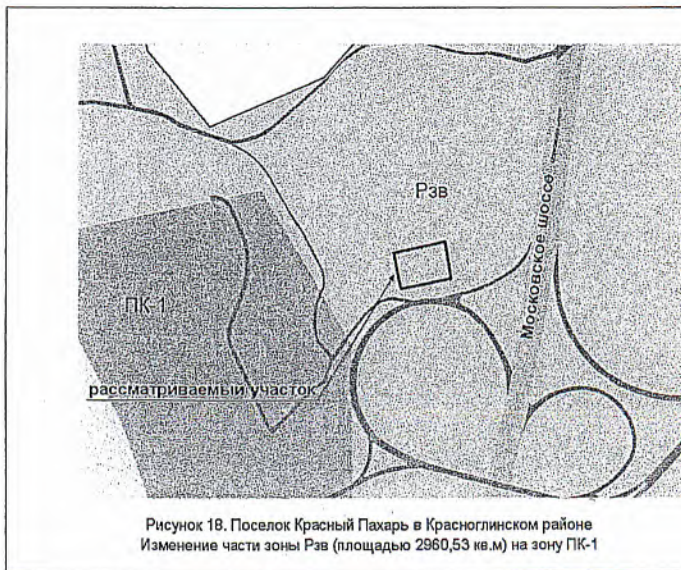 Рзв
Московское шоссе
ПК-1
рассматриваемый участок
Рисунок 18. Поселок Красный Пахарь в Красноглинском районе
Изменение части зоны Рзв (площадью 2960,53 кв.м) на зону ПК-1